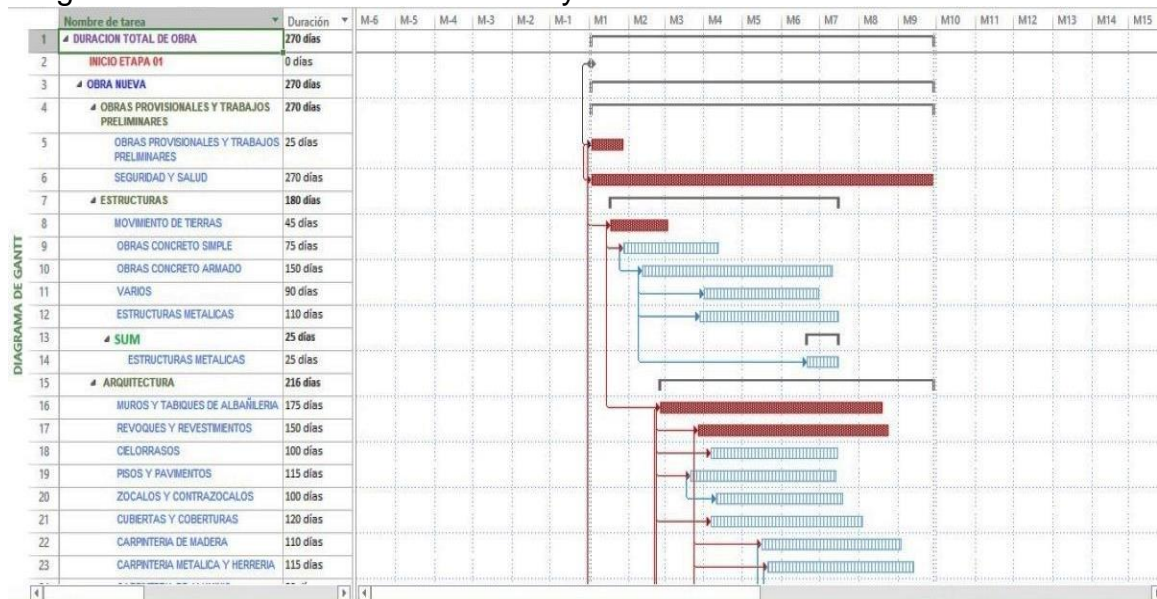 Nombre de tarea Duración M-6 M-5 M-4 M-3 M-2 M-1 M1 M2 M3 M4 M5 M6 M7 M8 M9 M10 M11 M12 M13 M14 M15
DIAGRAMA DE GANTT
1 DURACION TOTAL DE OBRA 270 días
2 INICIO ETAPA 01 0 días
3 OBRA NUEVA 270 días
4 OBRAS PROVISIONALES Y TRABAJOS 270 días
PRELIMINARES
5 OBRAS PROVISIONALES Y TRABAJOS 25 días
PRELIMINARES
6 SEGURIDAD Y SALUD 270 días
7 ESTRUCTURAS 180 días
8 MOVIMIENTO DE TIERRAS 45 días
9 OBRAS CONCRETO SIMPLE 75 días
10 OBRAS CONCRETO ARMADO 150 días
11 VARIOS 90 días
12 ESTRUCTURAS METALICAS 110 días
13 SUM 25 días
14 ESTRUCTURAS METALICAS 25 días
15 ARQUITECTURA 216 días
16 MUROS Y TABIQUES DE ALBAÑILERIA 175 días
17 REVOQUES Y REVESTIMIENTOS 150 días
18 CIELORRASOS 100 días
19 PISOS Y PAVIMENTOS 115 días
20 ZOCALOS Y CONTRAZOCALOS 100 días
21 CUBIERTAS Y COBERTURAS 120 días
22 CARPINTERIA DE MADERA 110 días
23 CARPINTERIA METALICA Y HERRERIA 115 días